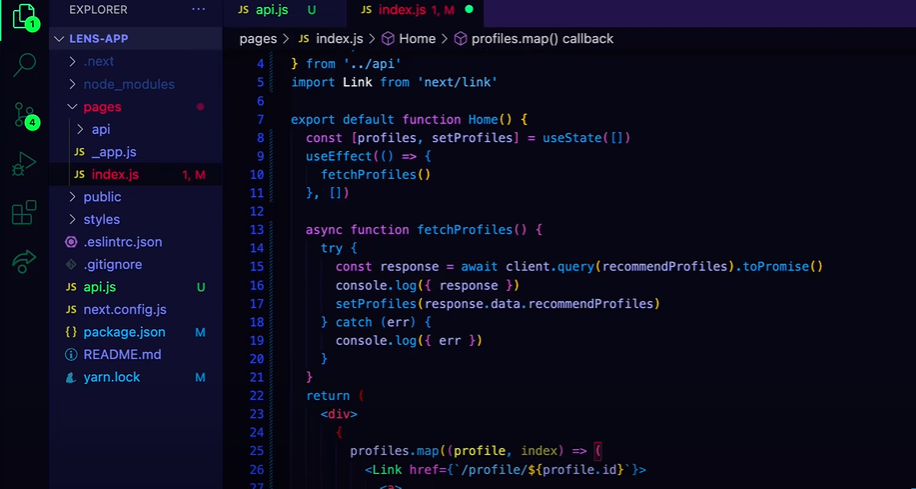 EXPLORER ...
JS api.js U JS index.js 1, M
LENS-APP
pages > JS index.js > Home > profiles.map() callback
.next
node_modules
pages
api
JS _app.js
JS index.js 1, M
public
styles
.eslintrc.json
.gitignore
JS api.js U
JS next.config.js
{} package.json M
README.md
yarn.lock M
1
4
4 } from '../api'
5 import Link from 'next/link'
6
7 export default function Home() {
8 const [profiles, setProfiles] = useState([])
9 useEffect(() => {
10 fetchProfiles()
11 }, [])
12
13 async function fetchProfiles() {
14 try {
15 const response = await client.query(recommendProfiles).toPromise()
16 console.log({ response })
17 setProfiles(response.data.recommendProfiles)
18 } catch (err) {
19 console.log({ err })
20 }
21 }
22 return (
23 <div>
24 {
25 profiles.map((profile, index) => (
26 <Link href={`/profile/${profile.id}`}>
27 <a>